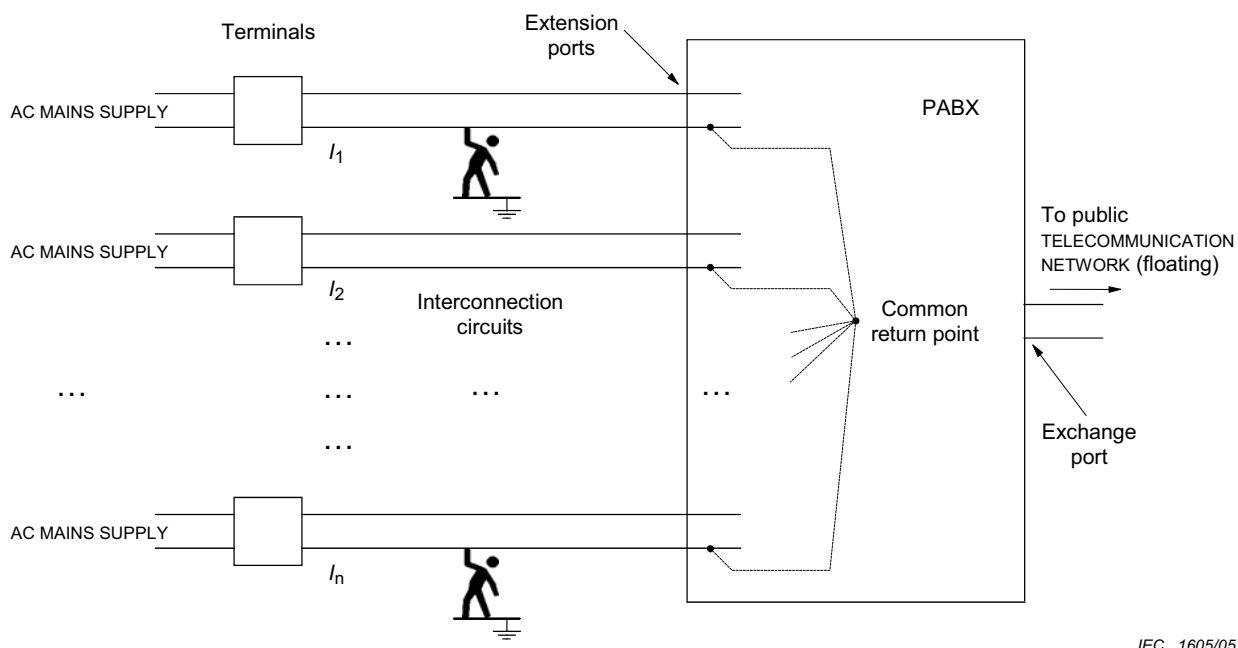 Terminals
Extension
ports
AC MAINS SUPPLY
PABX
I1
To public
TELECOMMUNICATION
NETWORK (floating)
AC MAINS SUPPLY
I2
Interconnection
circuits
Common
return point
...
...
...
...
...
...
Exchange
port
AC MAINS SUPPLY
In
IEC 1605/05